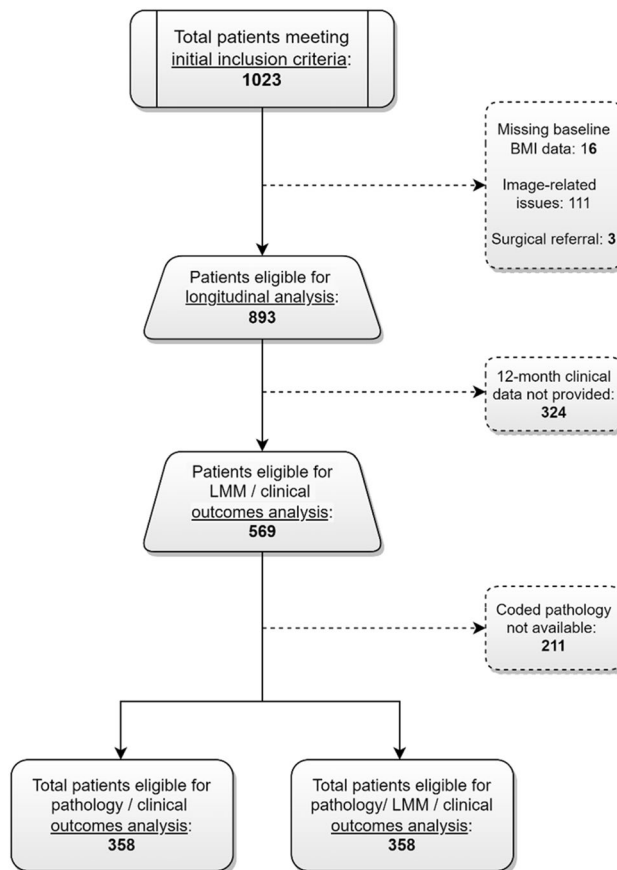 Total patients meeting
initial inclusion criteria:
1023
Missing baseline
BMI data: 16
Image-related
issues: 111
Surgical referral: 3
Patients eligible for
longitudinal analysis:
893
12-month clinical
data not provided:
324
Patients eligible for
LMM / clinical
outcomes analysis:
569
Coded pathology
not available:
211
Total patients eligible for
pathology / clinical
outcomes analysis:
358
Total patients eligible for
pathology/ LMM / clinical
outcomes analysis:
358